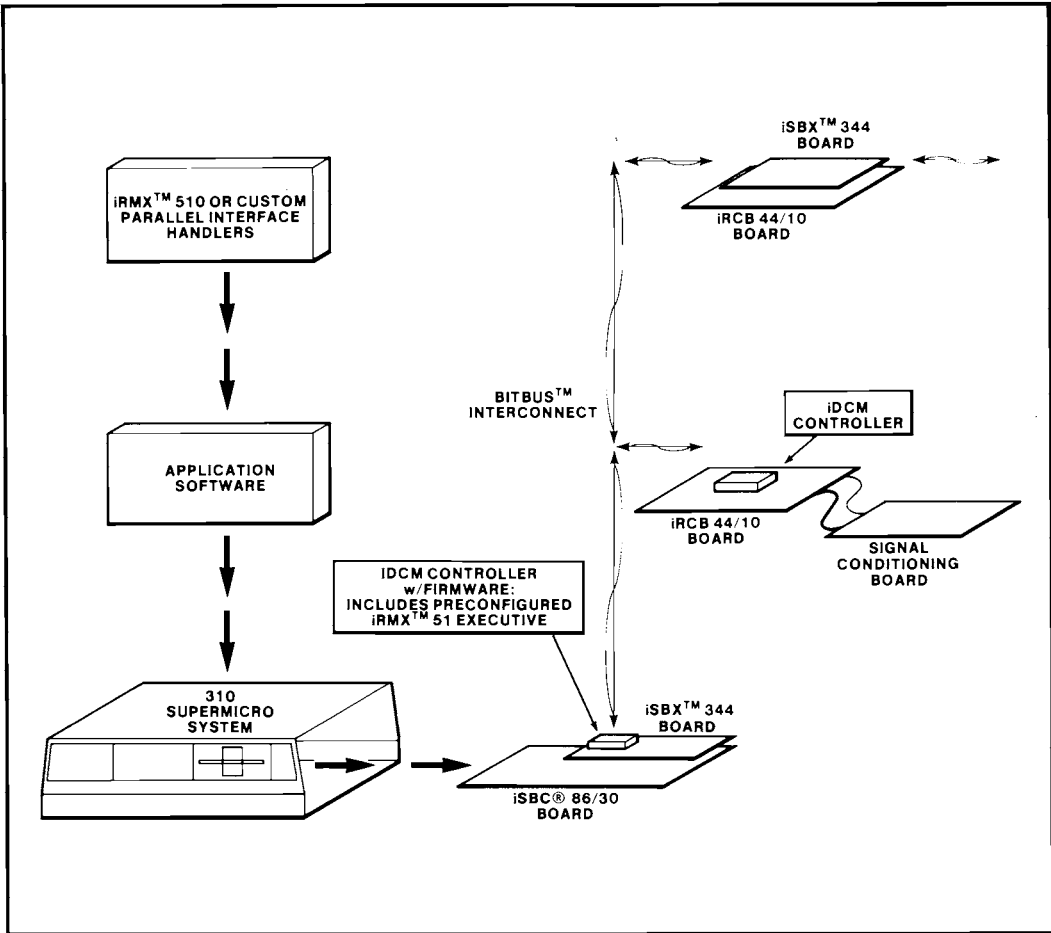 iSBX™ 344
BOARD
iRMX™ 510 OR CUSTOM
PARALLEL INTERFACE
HANDLERS
iRCB 44/10
BOARD
BITBUS™
INTERCONNECT
iDCM
CONTROLLER
APPLICATION
SOFTWARE
iRCB 44/10
BOARD
SIGNAL
CONDITIONING
BOARD
IDCM CONTROLLER
w/FIRMWARE:
INCLUDES PRECONFIGURED
iRMX™ 51 EXECUTIVE
310
SUPERMICRO
SYSTEM
iSBX™ 344
BOARD
iSBC® 86/30
BOARD